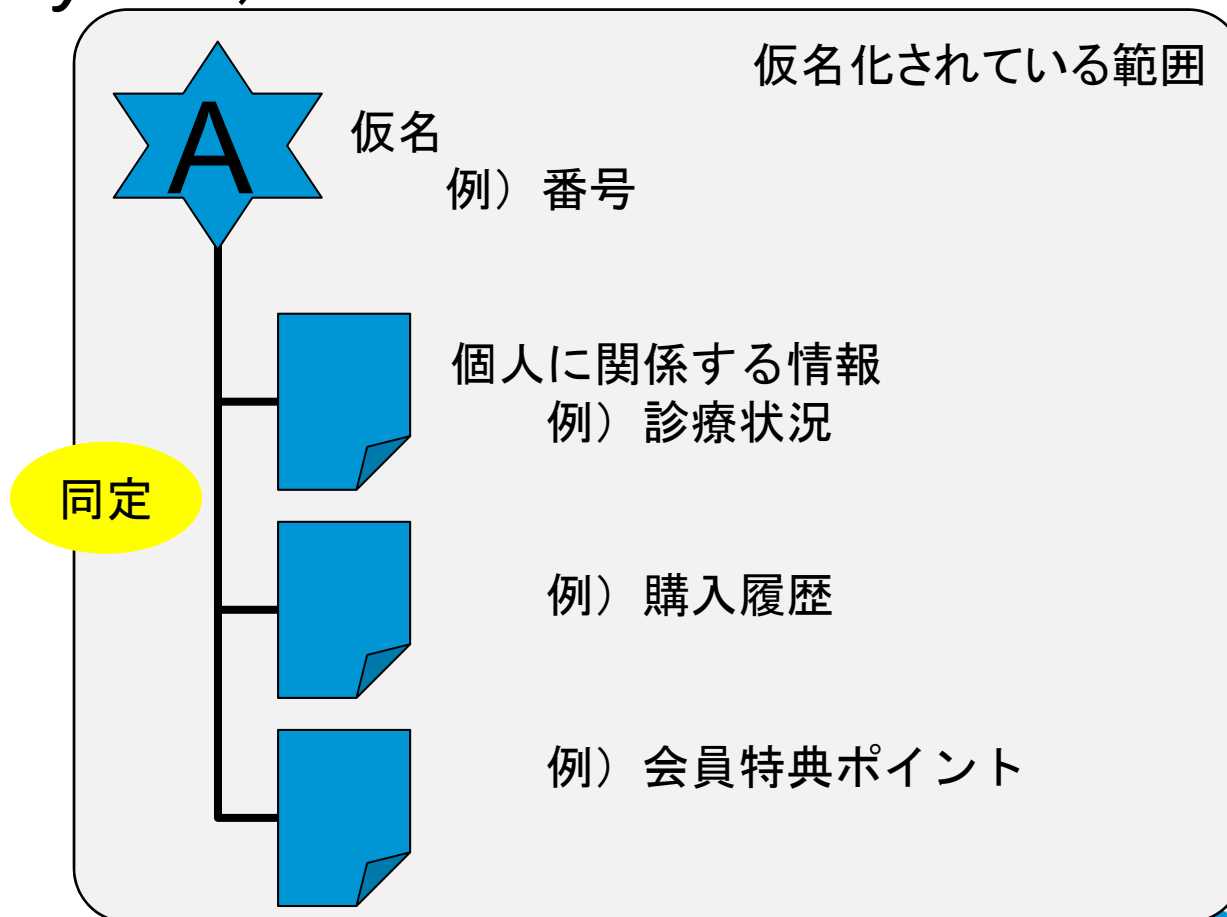 仮名化されている範囲
A
仮名
例）番号
個人に関係する情報
例）診療状況
同定
例）購入履歴
例）会員特典ポイント